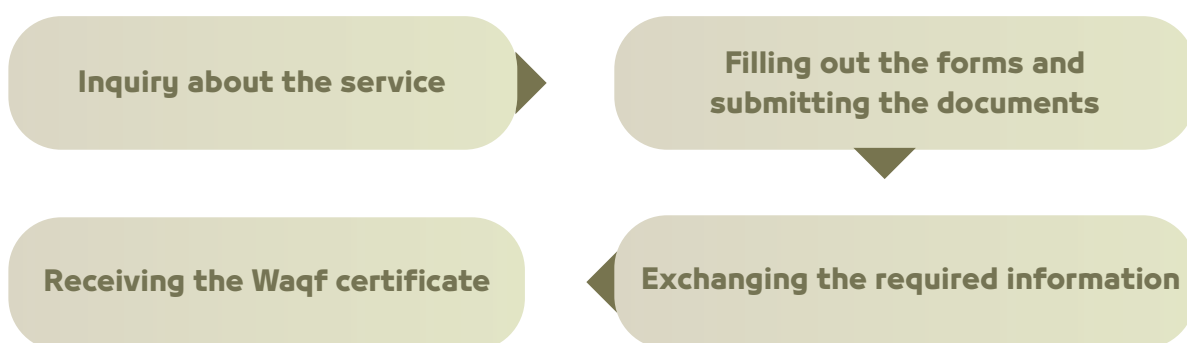 Inquiry about the service
Filling out the forms and
submitting the documents
Exchanging the required information
Receiving the Waqf certificate